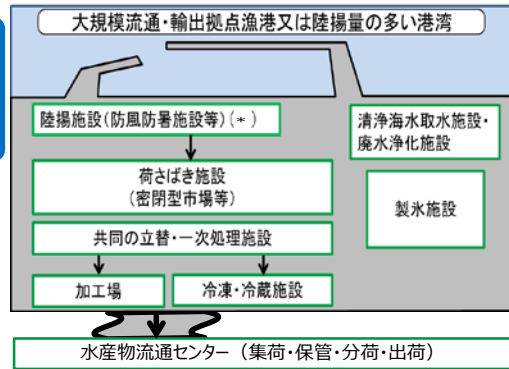 大規模流通・輸出拠点漁港又は陸揚量の多い港湾
陸揚施設(防風防暑施設等)(*)
清浄海水取水施設・
廃水浄化施設
荷さばき施設
(密閉型市場等)
製氷施設
共同の立替・一次処理施設
加工場
冷凍・冷蔵施設
水産物流通センター（集荷・保管・分荷・出荷）